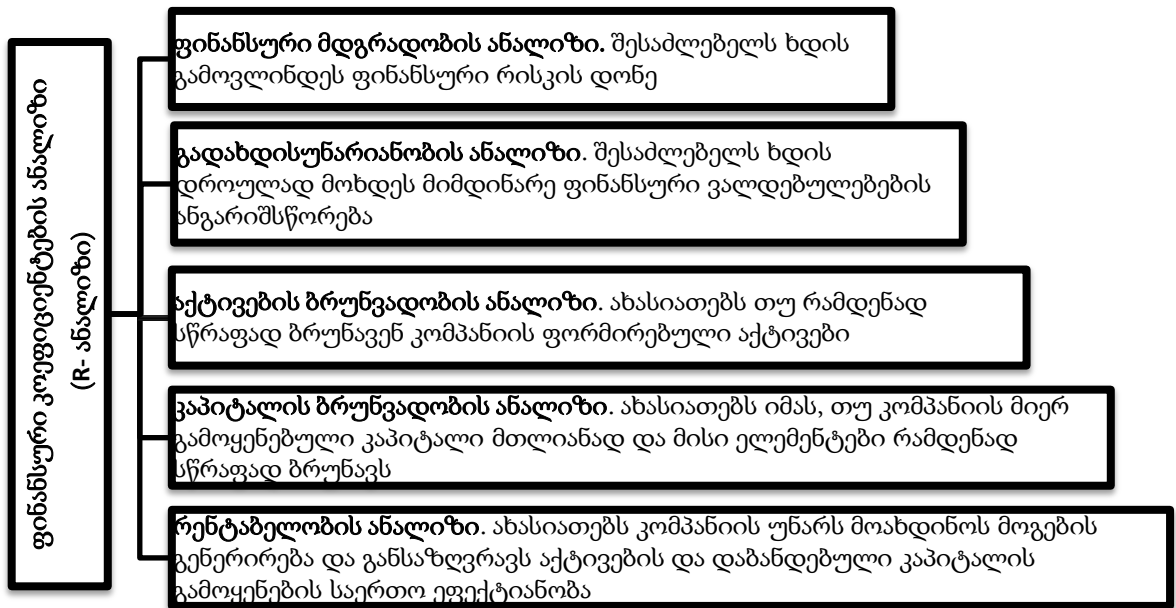 ფინანსური კოეფიციენტების ანალიზი
(R- ანალიზი)
ფინანსური მდგრადობის ანალიზი. შესაძლებელს ხდის
გამოვლინდეს ფინანსური რისკის დონე
გადახდისუნარიანობის ანალიზი. შესაძლებელს ხდის
დროულად მოხდეს მიმდინარე ფინანსური ვალდებულებების
ანგარიშსწორება
აქტივების ბრუნვადობის ანალიზი. ახასიათებს თუ რამდენად
სწრაფად ბრუნავენ კომპანიის ფორმირებული აქტივები
კაპიტალის ბრუნვადობის ანალიზი. ახასიათებს იმას, თუ კომპანიის მიერ
გამოყენებული კაპიტალი მთლიანად და მისი ელემენტები რამდენად
სწრაფად ბრუნავს
რენტაბელობის ანალიზი. ახასიათებს კომპანიის უნარს მოახდინოს მოგების
გენერირება და განსაზღვრავს აქტივების და დაბანდებული კაპიტალის
გამოყენების საერთო ეფექტიანობა